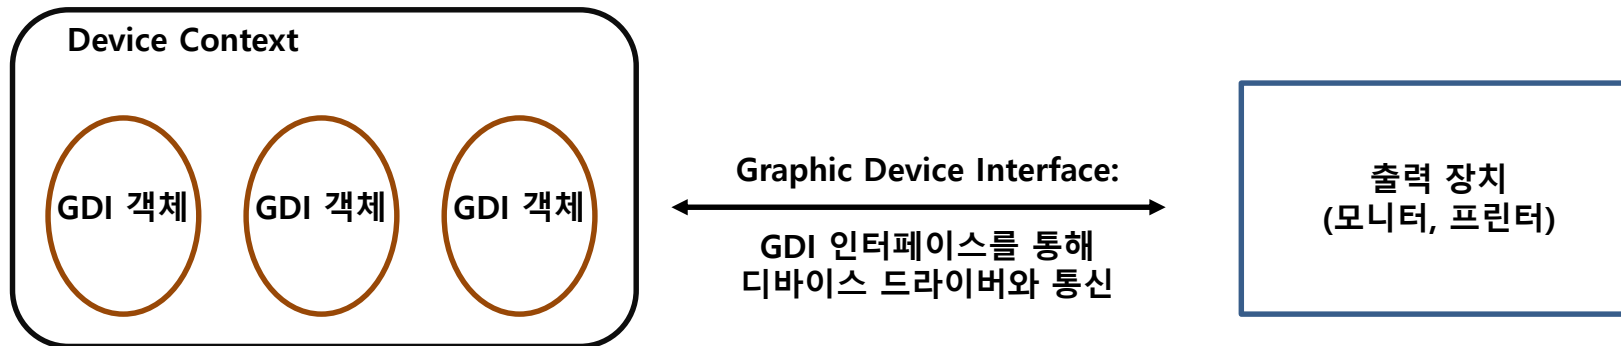 Device Context
GDI 객체
GDI 객체
GDI 객체
Graphic Device Interface:
GDI 인터페이스를 통해
디바이스 드라이버와 통신
출력 장치
(모니터, 프린터)